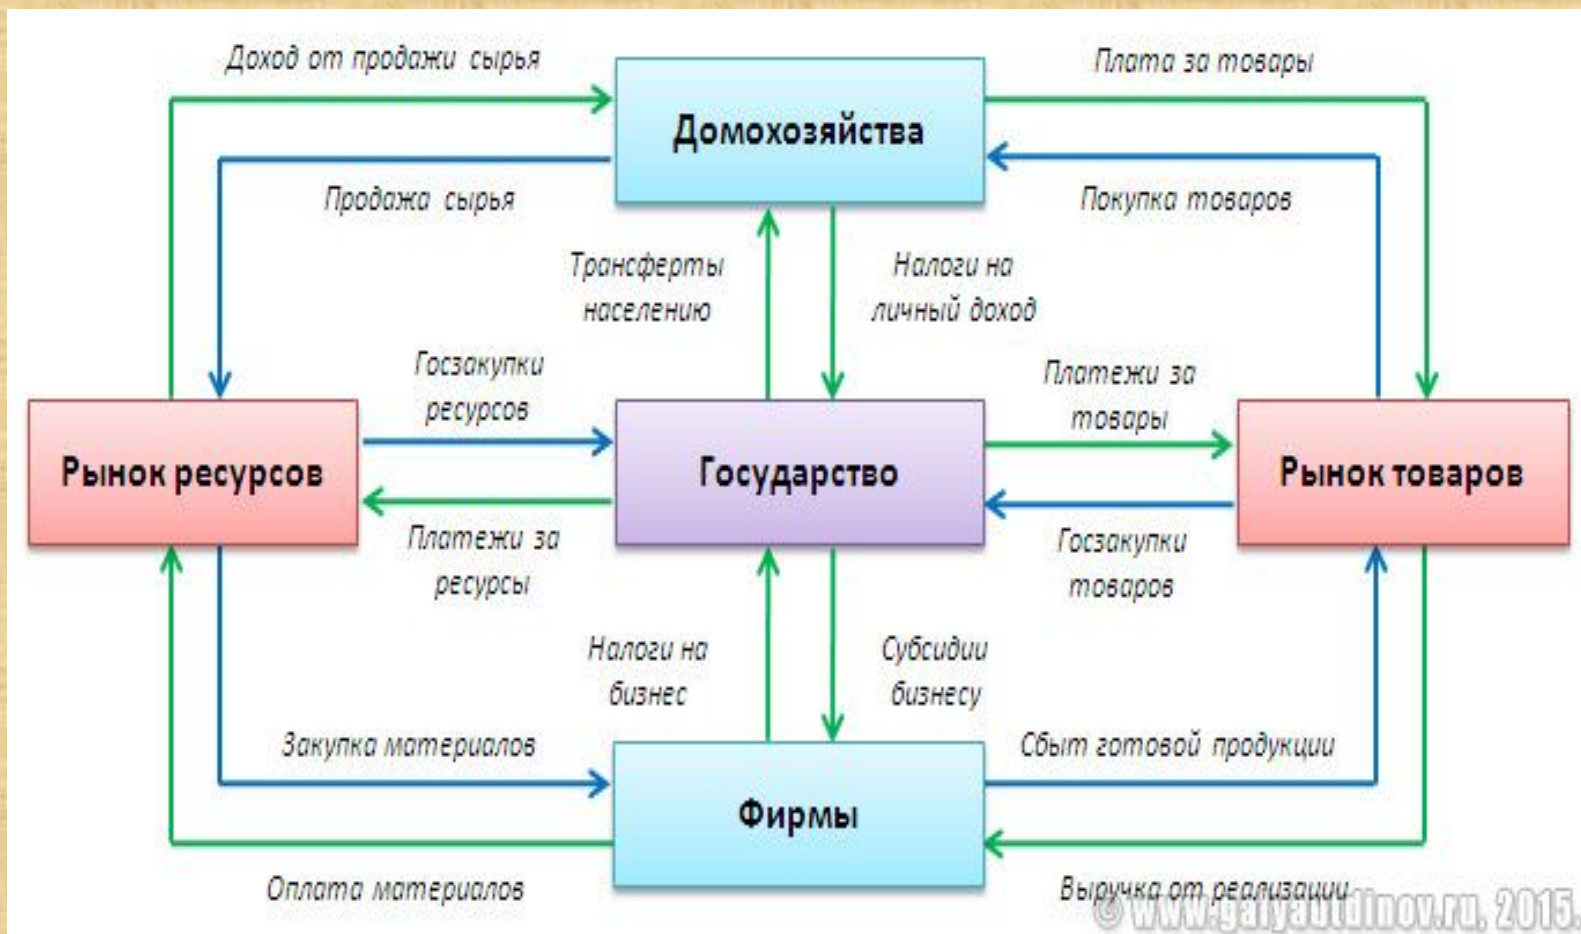 Доход от продажи сырья
Плата за товары
Домохозяйства
Продажа сырья
Покупка товаров
Трансферты
населению
Налоги на
личный доход
Госзакупки
ресурсов
Платежи за
товары
Рынок ресурсов
Государство
Рынок товаров
Платежи за
ресурсы
Госзакупки
товаров
Налоги на
бизнес
Субсидии
бизнесу
Закупка материалов
Сбыт готовой продукции
Фирмы
Оплата материалов
Выручка от реализации
© www.galyautdinov.ru, 2015.